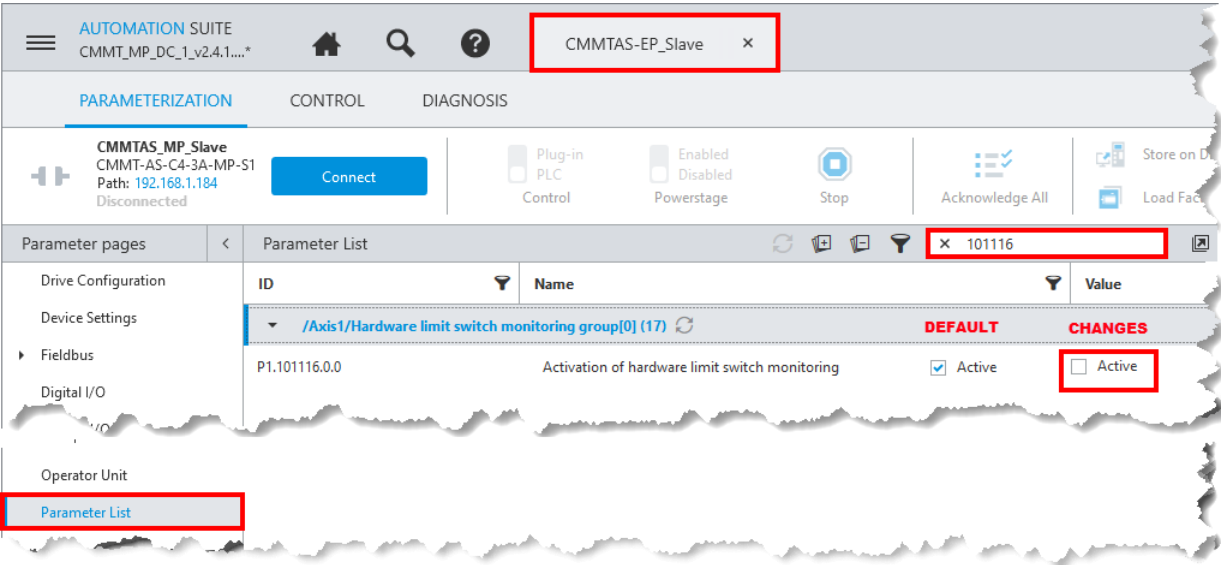 AUTOMATION SUITE
CMMT_MP_DC_1_v2.4.1....*
CMMTAS-EP_Slave ×
PARAMETERIZATION CONTROL DIAGNOSIS
CMMTAS_MP_Slave
CMMT-AS-C4-3A-MP-S1
Path: 192.168.1.184
Disconnected
Connect
Plug-in
PLC
Control
Enabled
Disabled
Powerstage
Stop
Acknowledge All
Store on
Load
Parameter pages
Parameter List
× 101116
Drive Configuration
Device Settings
Fieldbus
Digital I/O
ID Name Value
/Axis1/Hardware limit switch monitoring group[0] (17) DEFAULT CHANGES
P1.101116.0.0 Activation of hardware limit switch monitoring Active Active
Operator Unit
Parameter List